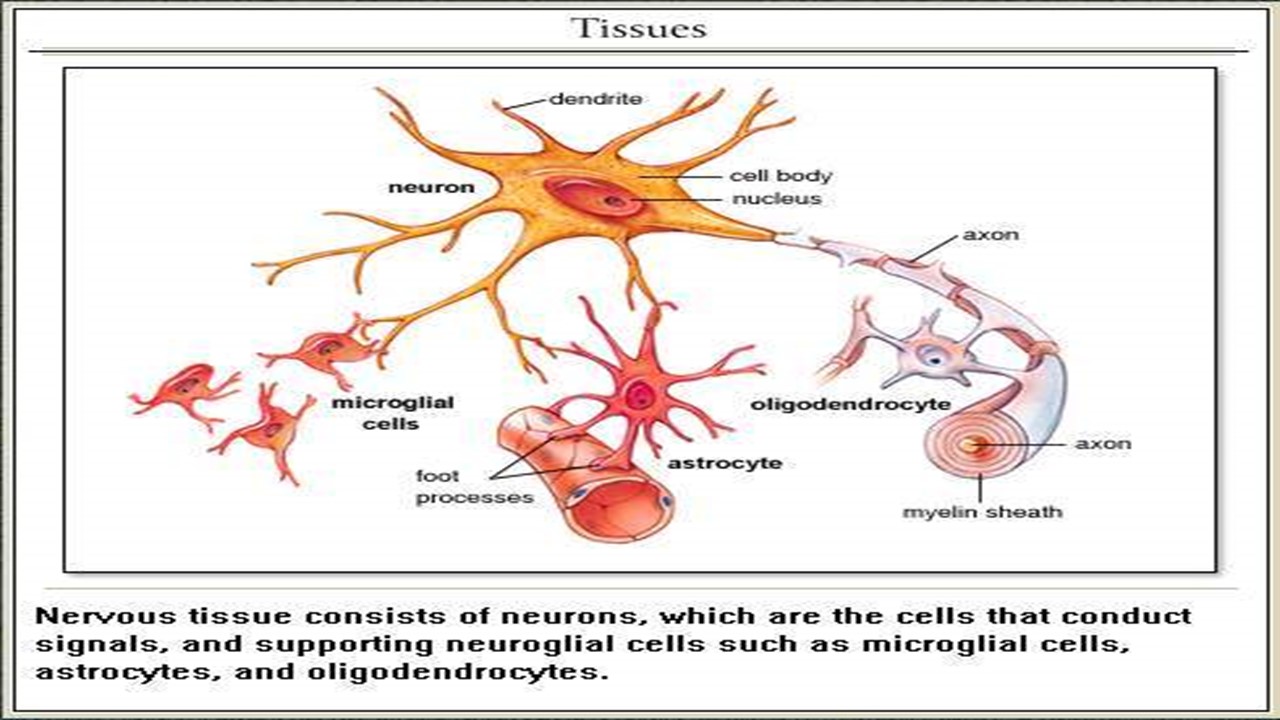 Tissues
dendrite
cell body
neuron
nucleus
axon
microglial
cells
oligodendrocyte
axon
astrocyte
foot
processes
myelin sheath
Nervous tissue consists of neurons, which are the cells that conduct
signals, and supporting neuroglial cells such as microglial cells,
astrocytes, and oligodendrocytes.